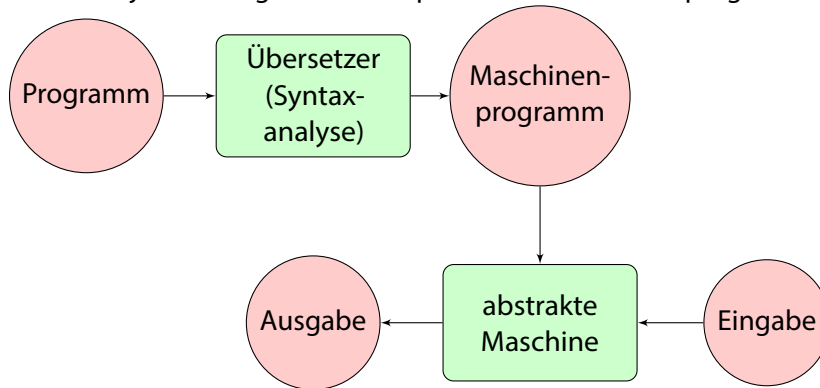 Programm
Übersetzer
(Syntax-
analyse)
Maschinen-
programm
Ausgabe
abstrakte
Maschine
Eingabe